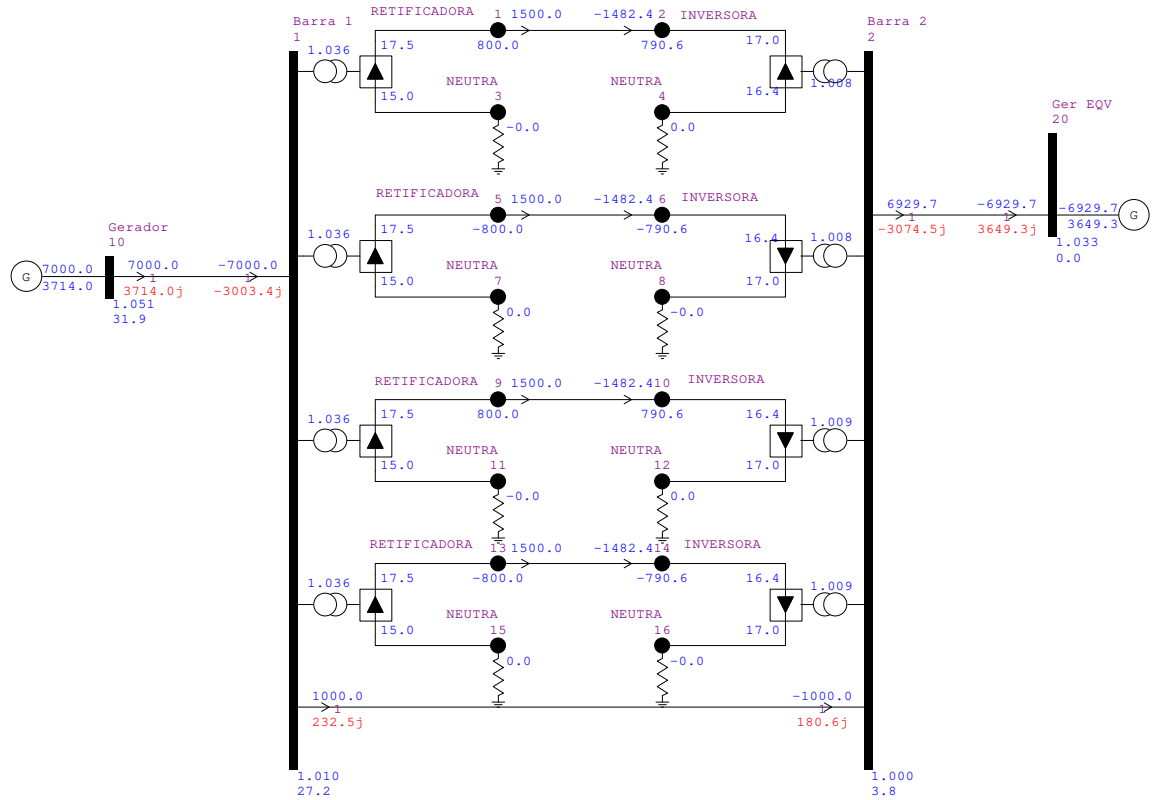 RETIFICADORA 1 1500.0 -1482.4 2 INVERSORA
Barra 1
1
Barra 2
2
800.0 790.6
1.036 17.5 17.0 1.008
15.0 16.4
NEUTRA NEUTRA
3 4
-0.0 0.0
Ger EQV
20
RETIFICADORA 5 1500.0 -1482.4 6 INVERSORA
-800.0 -790.6
1.036 17.5 16.4 1.008
15.0 17.0
NEUTRA NEUTRA
7 8
0.0 -0.0
6929.7 -6929.7 -6929.7 G
1 1
-3074.5j 3649.3j 3649.3
1.033
0.0
Gerador
10
G 7000.0 7000.0 -7000.0
3714.0 1 1
3714.0j -3003.4j
1.051
31.9
RETIFICADORA 9 1500.0 -1482.4 10 INVERSORA
800.0 790.6
1.036 17.5 16.4 1.009
15.0 17.0
NEUTRA NEUTRA
11 12
-0.0 0.0
RETIFICADORA 13 1500.0 -1482.4 14 INVERSORA
-800.0 -790.6
1.036 17.5 16.4 1.009
15.0 17.0
NEUTRA NEUTRA
15 16
0.0 -0.0
1000.0 -1000.0
1 1
232.5j 180.6j
1.010
27.2
1.000
3.8